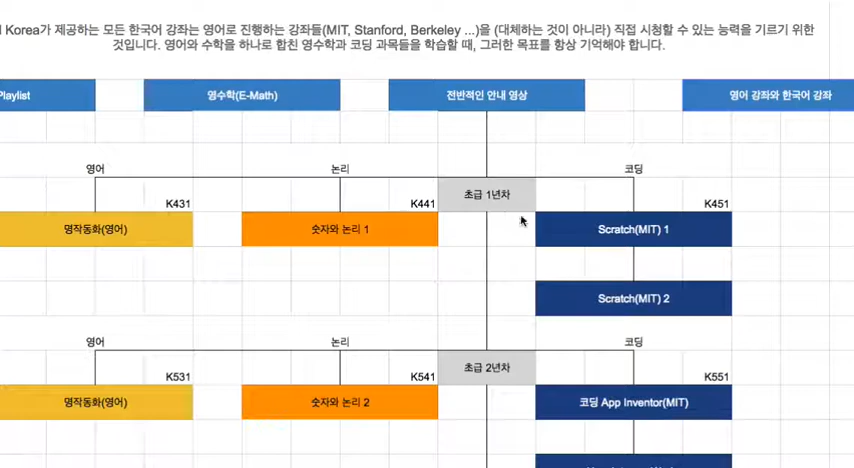 Korea가 제공하는 모든 한국어 강좌는 영어로 진행하는 강좌들(MIT, Stanford, Berkeley ...)을 (대체하는 것이 아니라) 직접 시청할 수 있는 능력을 기르기 위한
것입니다. 영어와 수학을 하나로 합친 영수학과 코딩 과목들을 학습할 때, 그러한 목표를 항상 기억해야 합니다.
Playlist
영수학(E-Math)
전반적인 안내 영상
영어 강좌와 한국어 강좌
영어
논리
코딩
초급 1년차
K431
K441
K451
명작동화(영어)
숫자와 논리 1
Scratch(MIT) 1
Scratch(MIT) 2
영어
논리
코딩
초급 2년차
K531
K541
K551
명작동화(영어)
숫자와 논리 2
코딩 App Inventor(MIT)